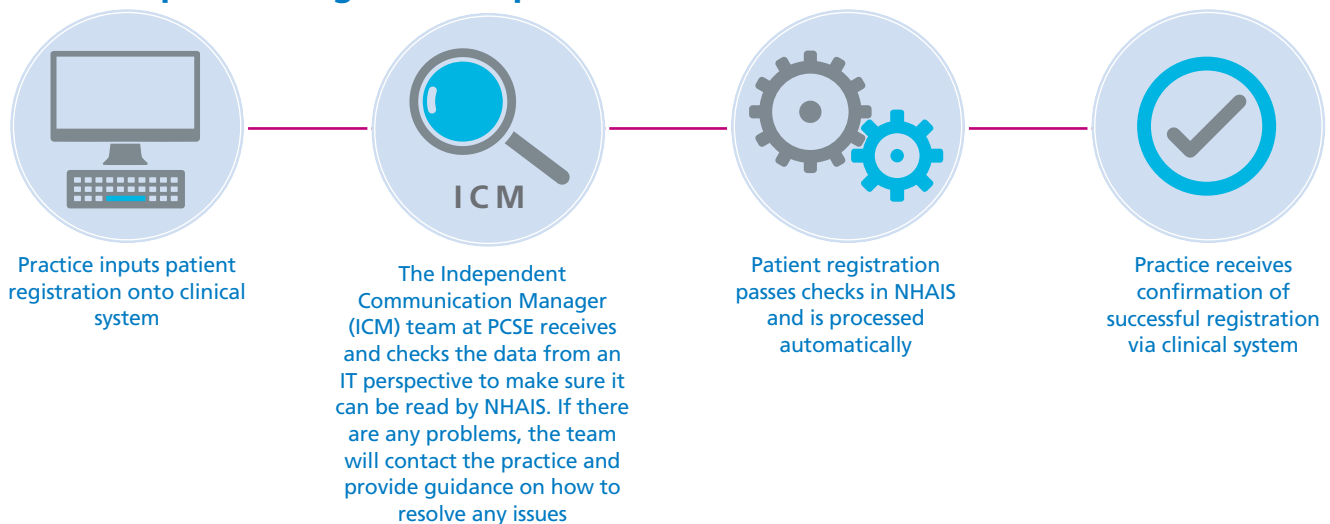 ICM
Practice inputs patient
registration onto clinical
system
The Independent
Communication Manager
(ICM) team at PCSE receives
and checks the data from an
IT perspective to make sure it
can be read by NHAIS. If there
are any problems, the team
will contact the practice and
provide guidance on how to
resolve any issues
Patient registration
passes checks in NHAIS
and is processed
automatically
Practice receives
confirmation of
successful registration
via clinical system